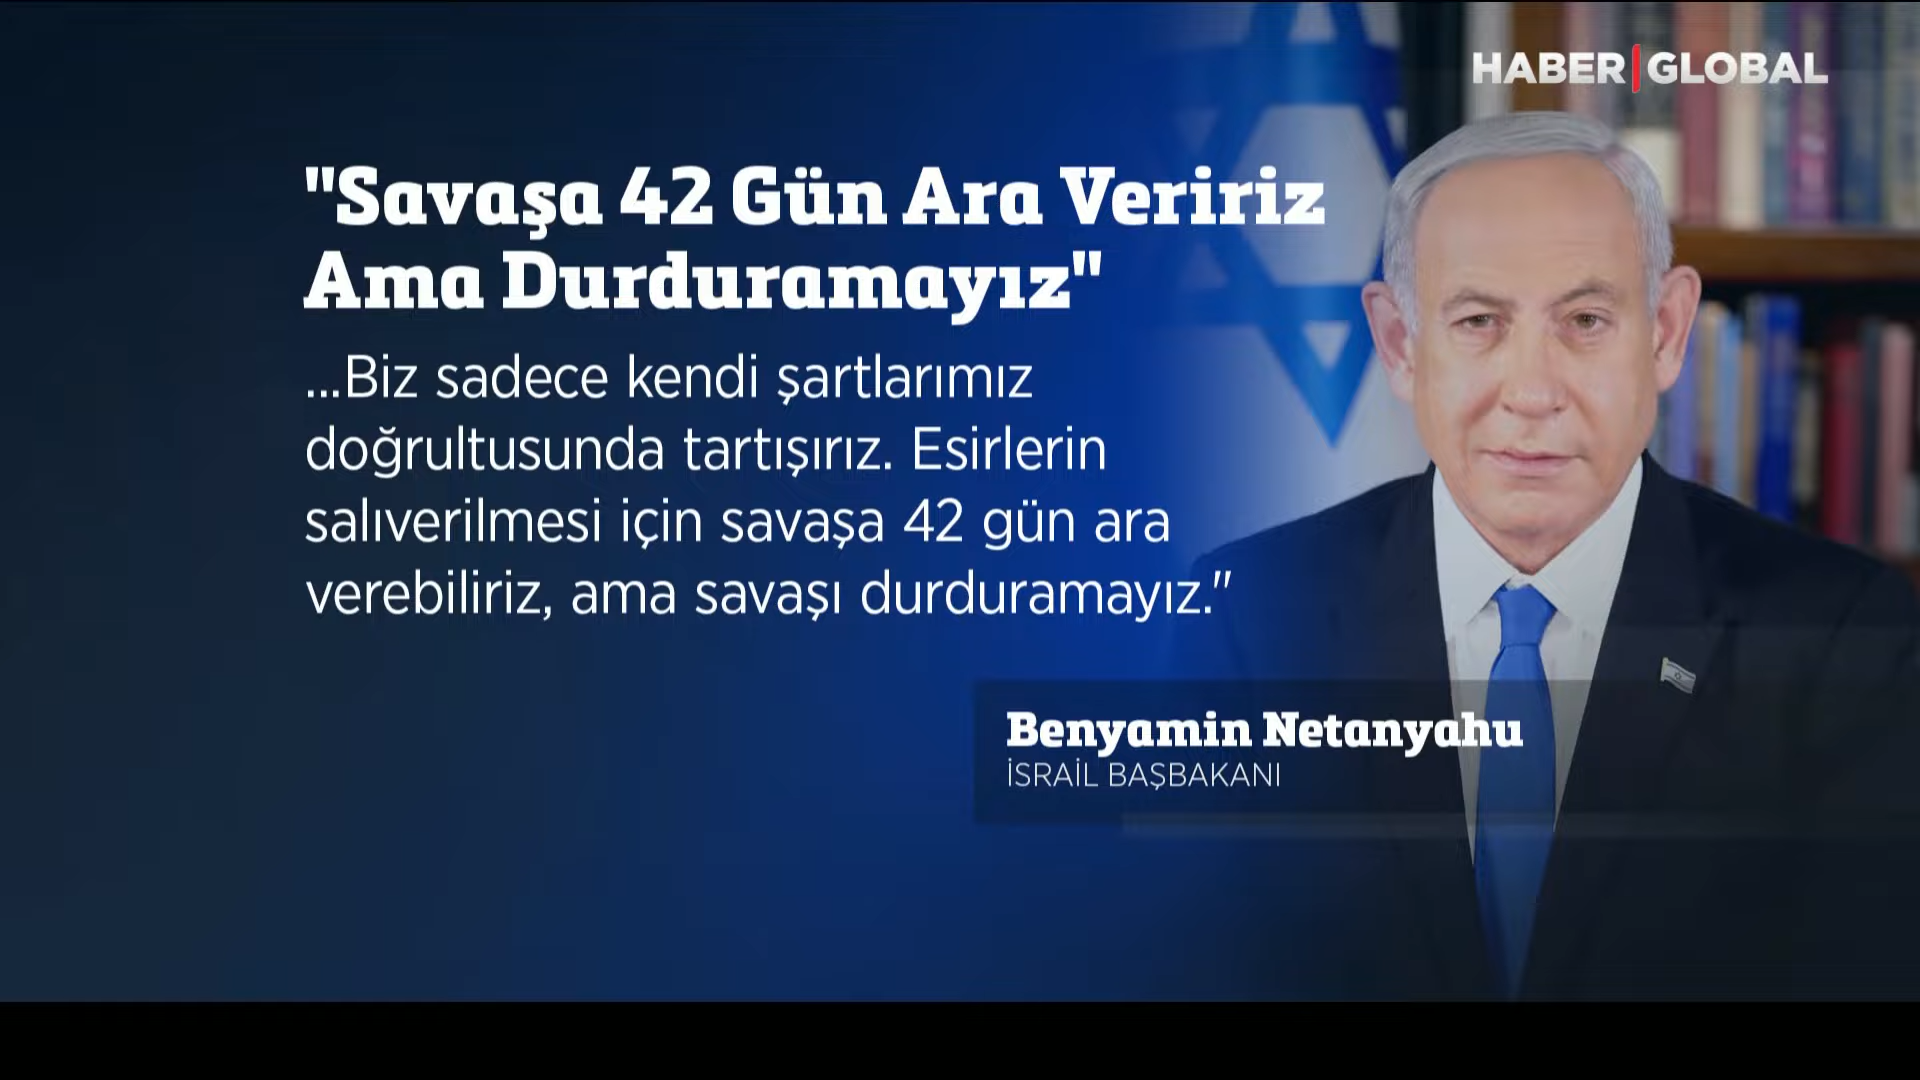 HABER|GLOBAL
"Savaşa 42 Gün Ara Veririz
Ama Durduramayız"
...Biz sadece kendi şartlarımız
doğrultusunda tartışırız. Esirlerin
salıverilmesi için savaşa 42 gün ara
verebiliriz, ama savaşı durduramayız."
Benyamin Netanyahu
İSRAİL BAŞBAKANI